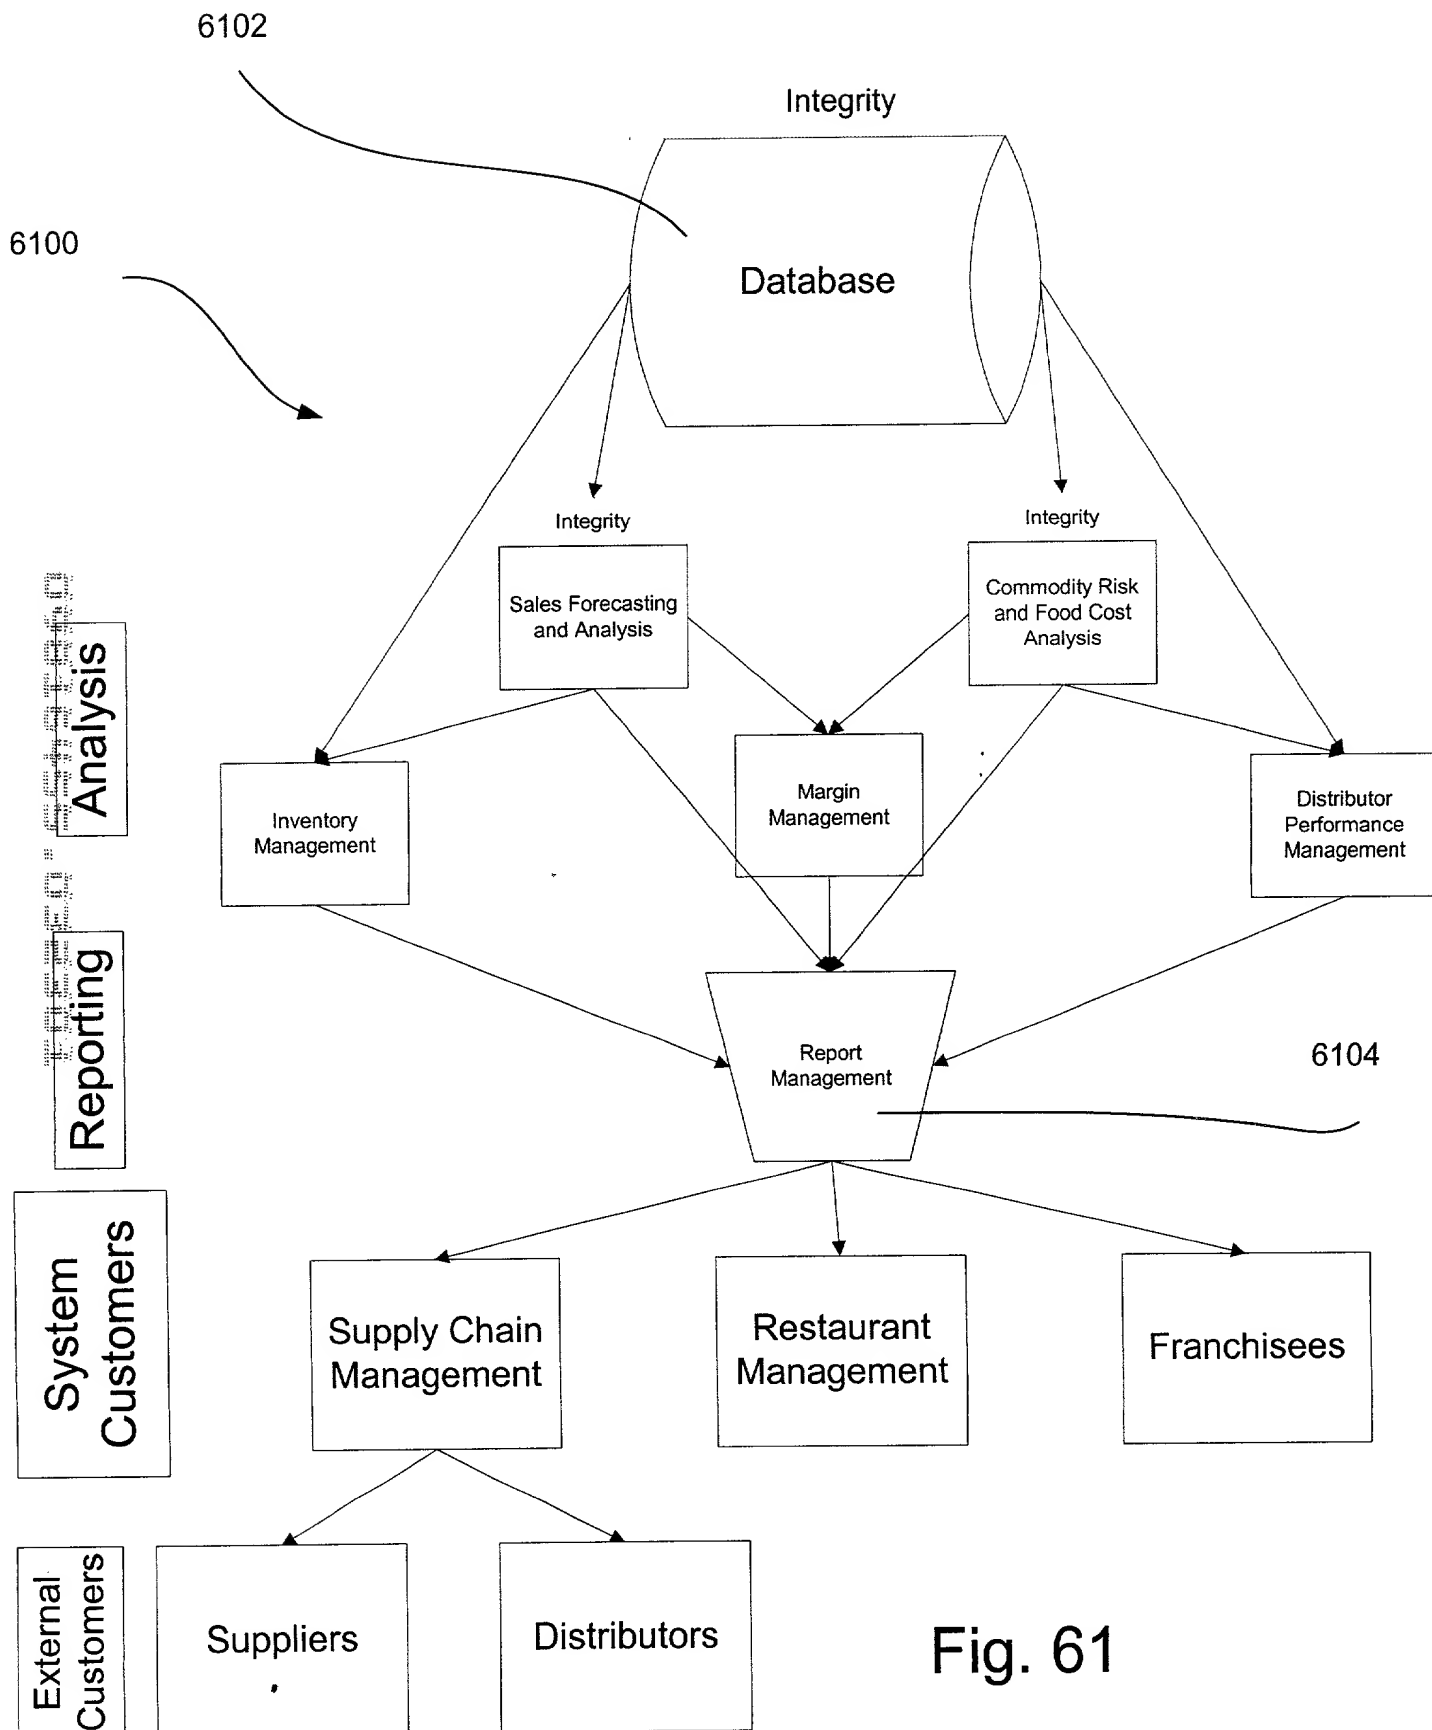 6102
Integrity
6100
Database
Integrity
Integrity
Sales Forecasting
and Analysis
Commodity Risk
and Food Cost
Analysis
Analysis
Inventory
Management
Margin
Management
Distributor
Performance
Management
Reporting
Report
Management
6104
System
Customers
Supply Chain
Management
Restaurant
Management
Franchisees
External
Customers
Suppliers
Distributors
Fig. 61